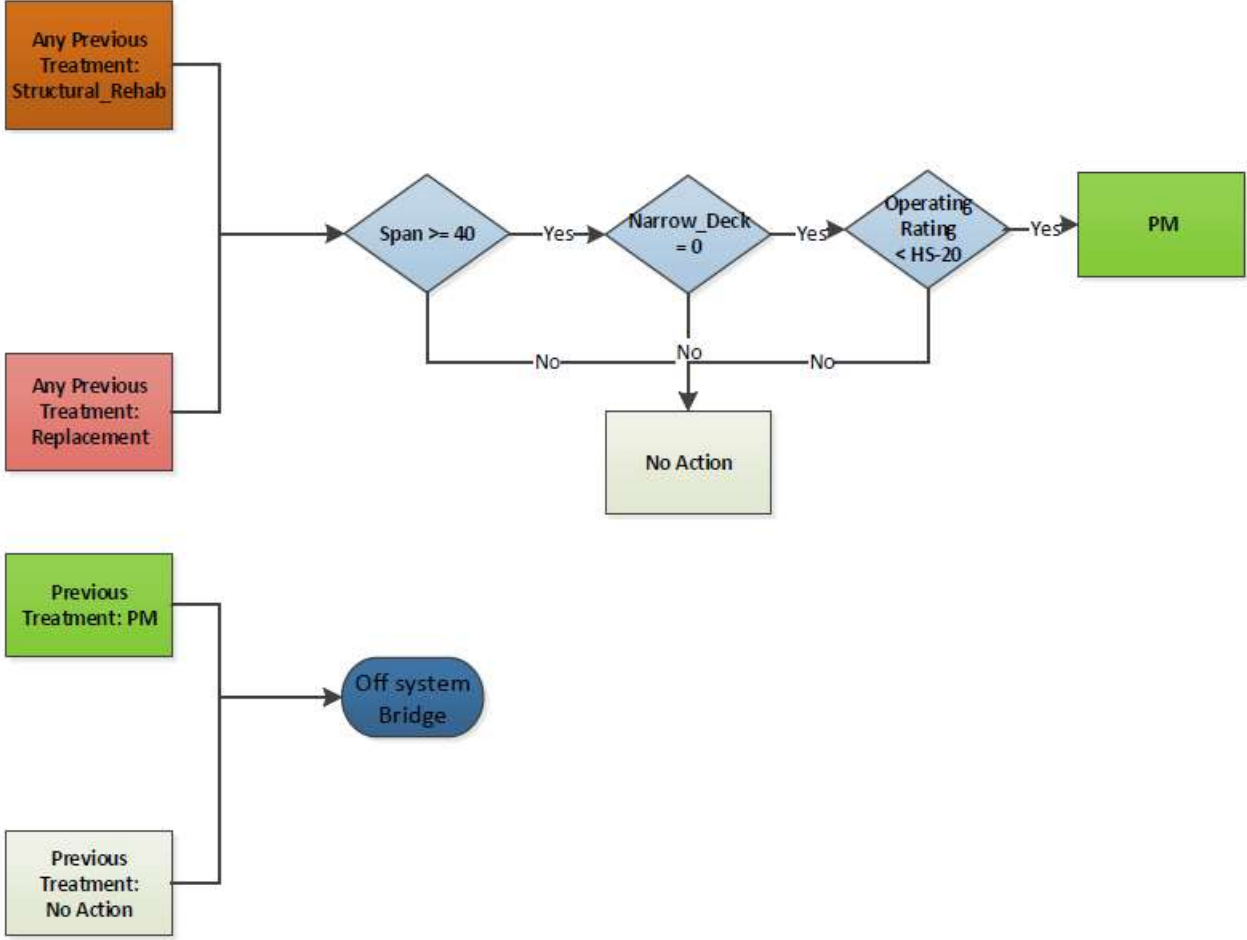 Any Previous
Treatment:
Structural_Rehab
Span >= 40
Yes
Narrow_Deck
= 0
Yes
Operating
Rating
< HS-20
Yes
PM
No
No
No
Any Previous
Treatment:
Replacement
No Action
Previous
Treatment: PM
Off system
Bridge
Previous
Treatment:
No Action